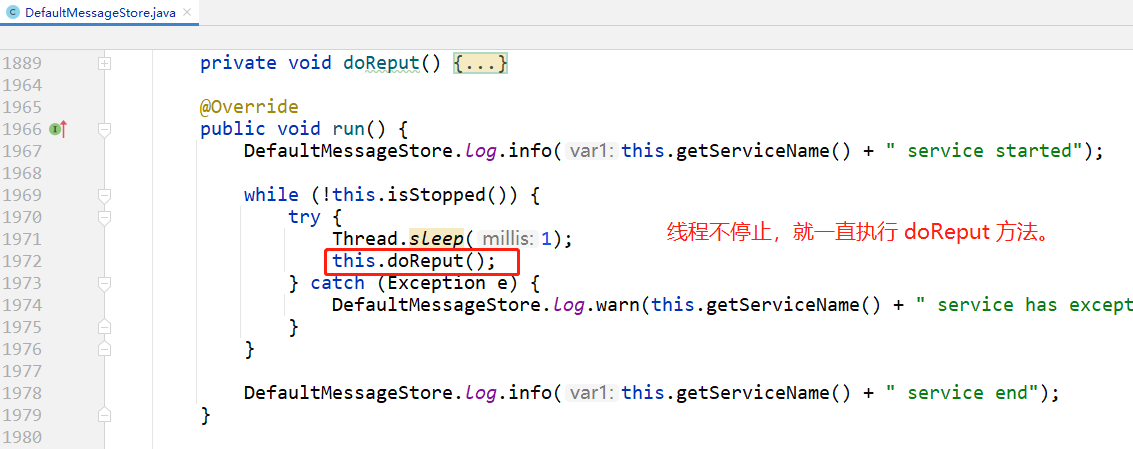 DefaultMessageStore.java
1889 private void doReput() {...}
1964
1965 @Override
1966 public void run() {
1967 DefaultMessageStore.log.info( var1: this.getServiceName() + " service started");
1968
1969 while (!this.isStopped()) {
1970 try {
1971 Thread.sleep( millis: 1); 线程不停止，就一直执行 doReput 方法。
1972 this.doReput();
1973 } catch (Exception e) {
1974 DefaultMessageStore.log.warn(this.getServiceName() + " service has except
1975 }
1976 }
1977
1978 DefaultMessageStore.log.info( var1: this.getServiceName() + " service end");
1979 }
1980